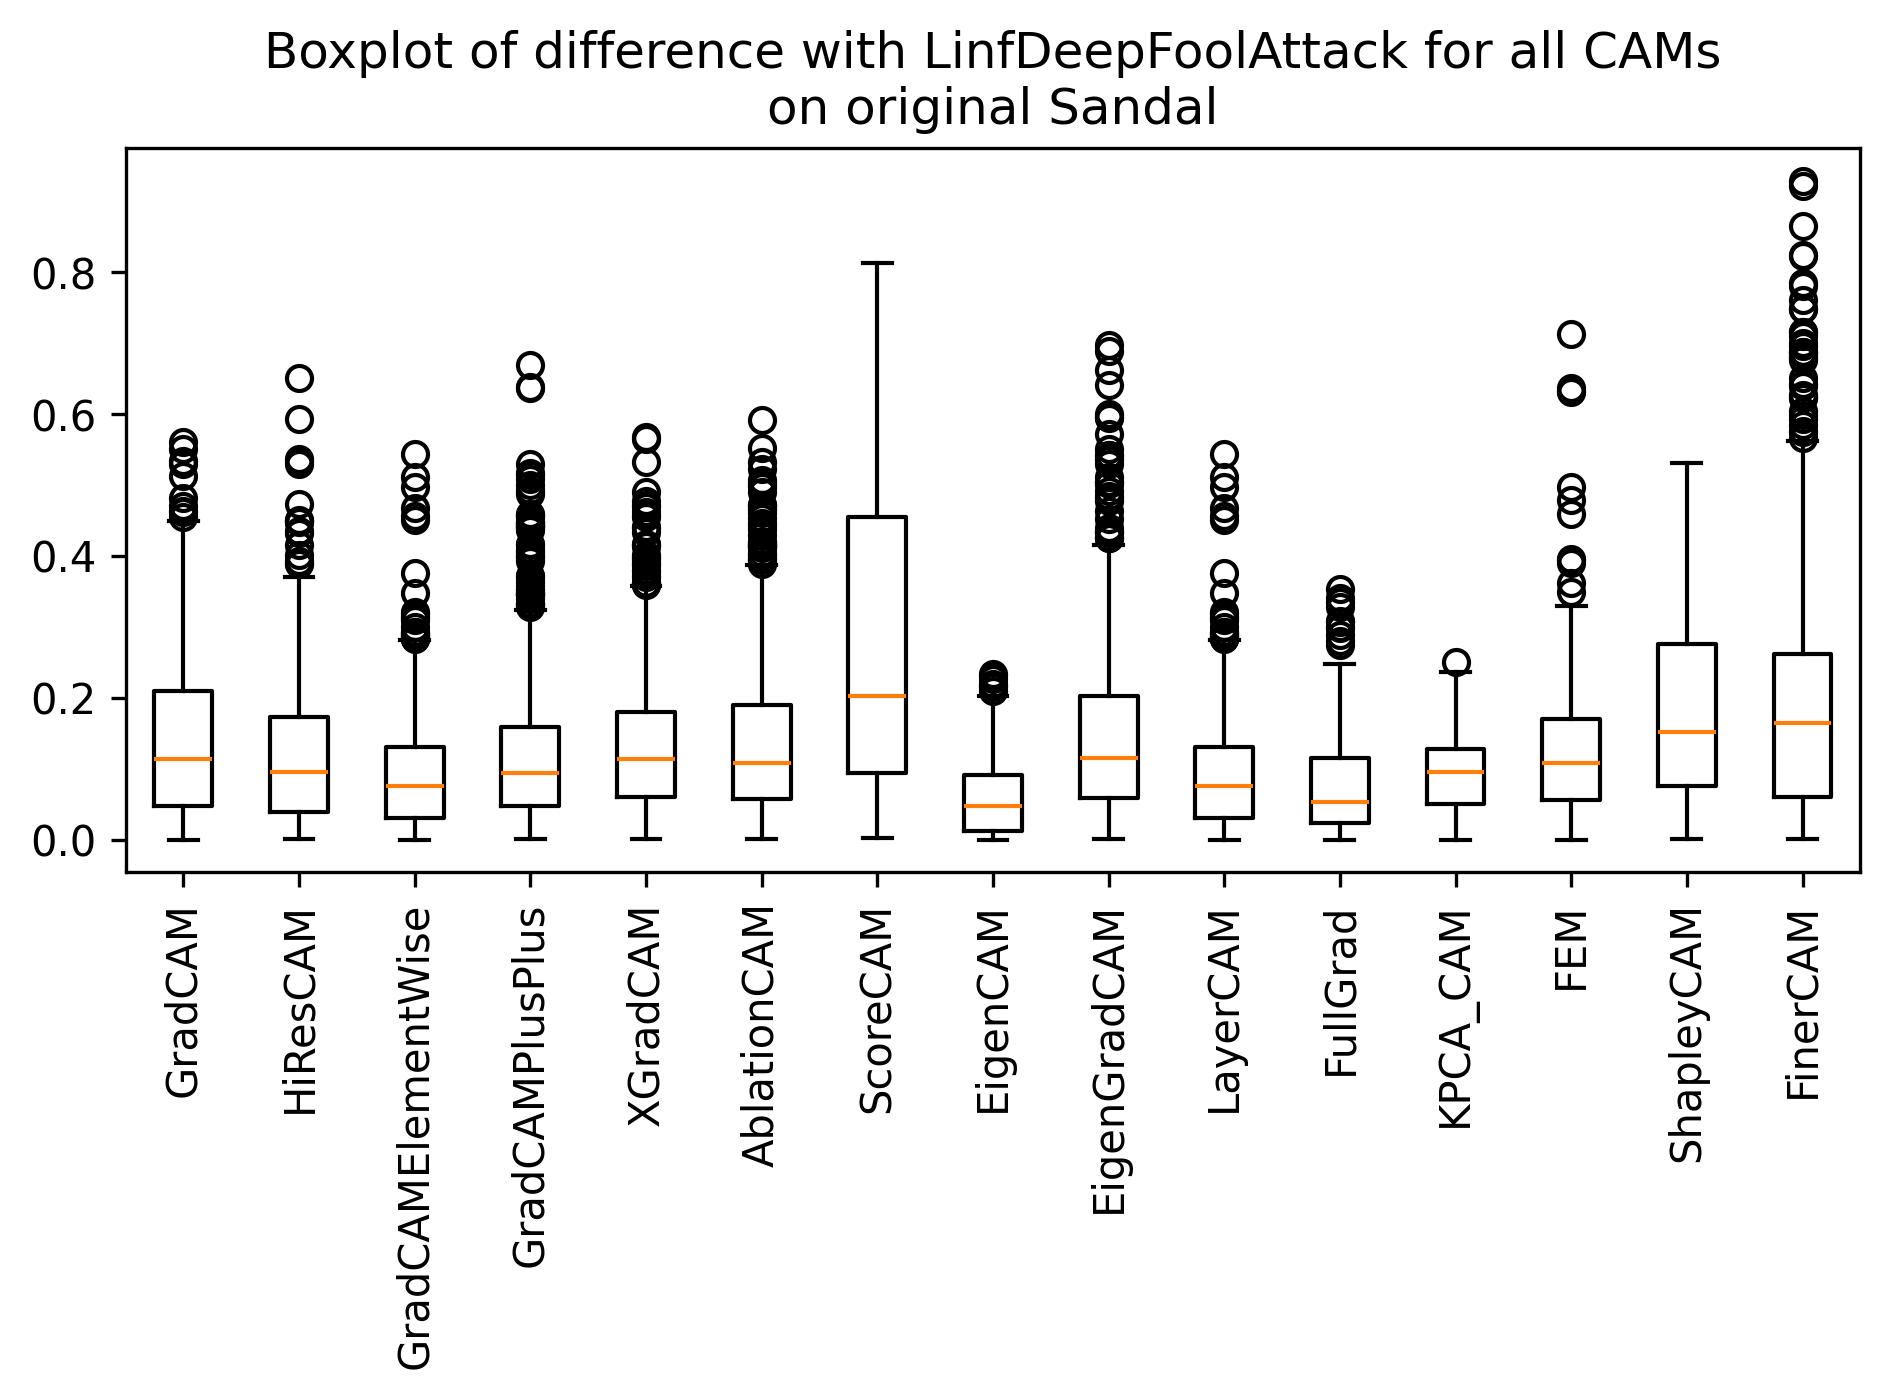 Boxplot of difference with LinfDeepFoolAttack for all CAMs
on original Sandal
0.8
0.6
0.4
0.2
0.0
GradCAM
HiResCAM
GradCAMElementWise
GradCAMPlusPlus
XGradCAM
AblationCAM
ScoreCAM
EigenCAM
EigenGradCAM
LayerCAM
FullGrad
KPCA_CAM
FEM
ShapleyCAM
FinerCAM